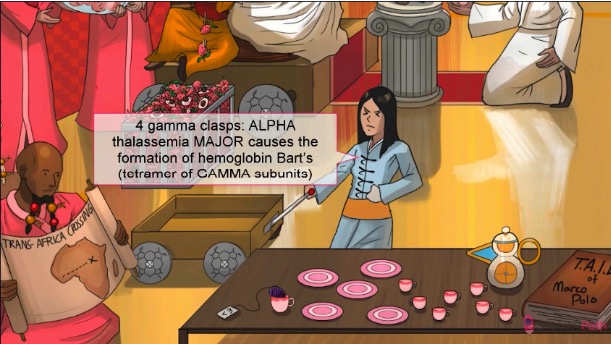 4 gamma clasps: ALPHA
thalassemia MAJOR causes the
formation of hemoglobin Bart's
(tetramer of GAMMA subunits)
TRANS-AFRICA CROSSING
of
Marco
Polo